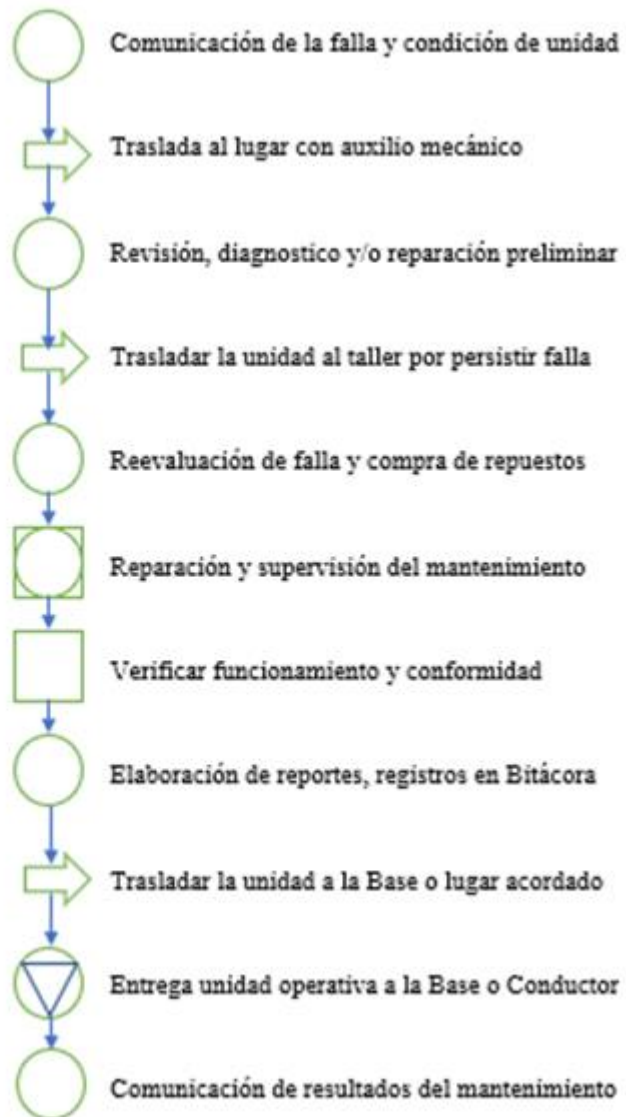 Comunicación de la falla y condición de unidad
Traslada al lugar con auxilio mecánico
Revisión, diagnostico y/o reparación preliminar
Trasladar la unidad al taller por persistir falla
Reevaluación de falla y compra de repuestos
Reparación y supervisión del mantenimiento
Verificar funcionamiento y conformidad
Elaboración de reportes, registros en Bitácora
Trasladar la unidad a la Base o lugar acordado
Entrega unidad operativa a la Base o Conductor
Comunicación de resultados del mantenimiento